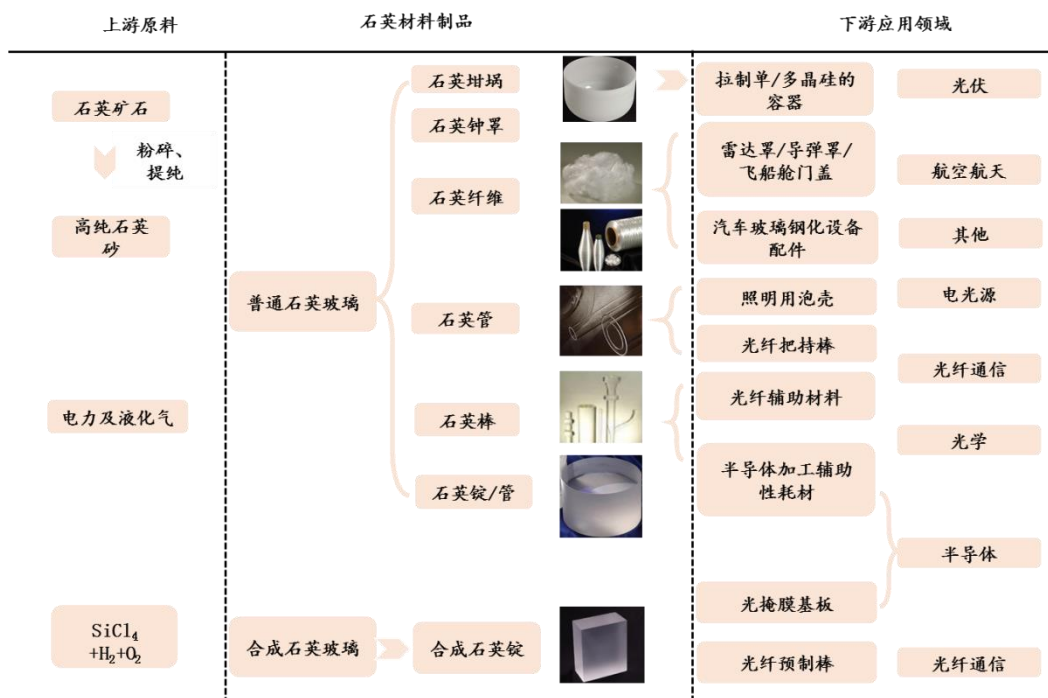 上游原料
石英材料制品
下游应用领域
石英矿石
粉碎、
提纯
高纯石英
砂
电力及液化气
SiCl₄
+H₂+O₂
普通石英玻璃
合成石英玻璃
石英坩埚
石英钟罩
石英纤维
石英管
石英棒
石英锭/管
合成石英锭
拉制单/多晶硅的
容器
雷达罩/导弹罩/
飞船舱门盖
汽车玻璃钢化设备
配件
照明用泡壳
光纤把持棒
光纤辅助材料
半导体加工辅助
性耗材
光掩膜基板
光纤预制棒
光伏
航空航天
其他
电光源
光纤通信
光学
半导体
光纤通信